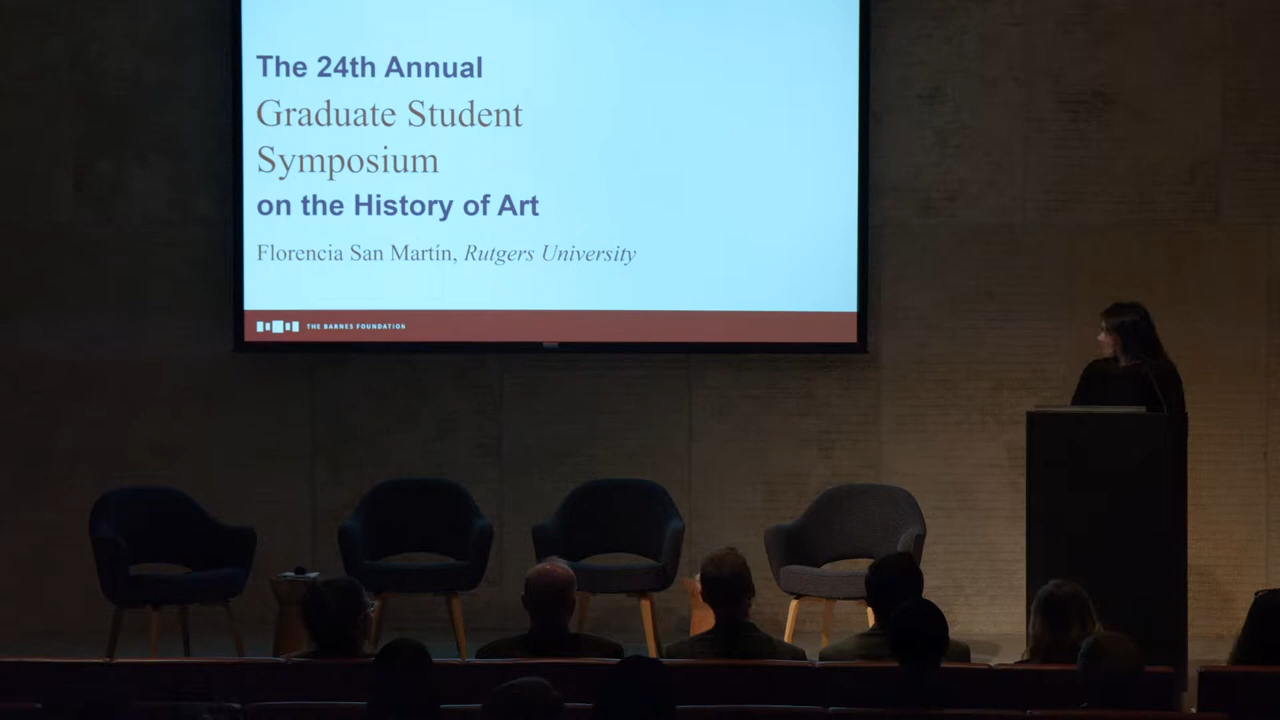 The 24th Annual
Graduate Student
Symposium
on the History of Art
Florencia San Martín, Rutgers University
THE BARNES FOUNDATION